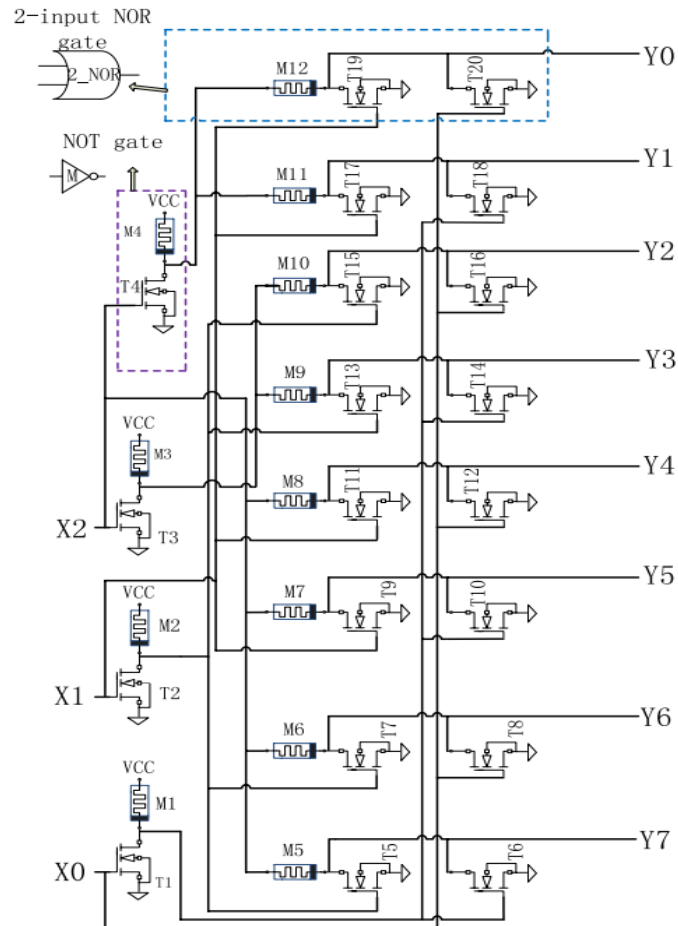 2-input NOR
gate
2_NOR
M12
T19
T20
Y0
NOT gate
M
M11
T17
T18
Y1
VCC
M4
T4
M10
T15
T16
Y2
M9
T13
T14
Y3
VCC
M3
X2
T3
M8
T11
T12
Y4
VCC
M2
X1
T2
M7
T9
T10
Y5
M6
T7
T8
Y6
VCC
M1
X0
T1
M5
T5
T6
Y7